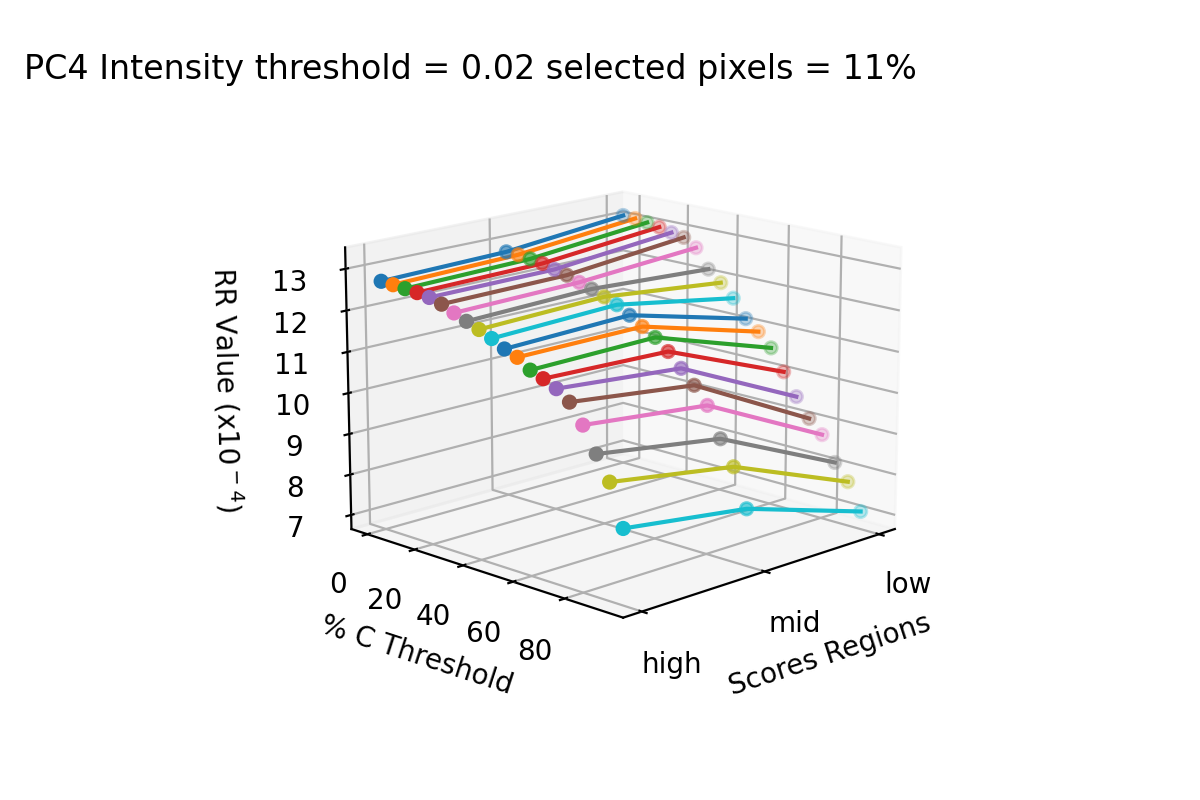 PC4 Intensity threshold = 0.02 selected pixels = 11%
RR Value (x10⁻⁴)
13
12
11
10
9
8
7
0
20
40
60
80
% C Threshold
high
mid
low
Scores Regions